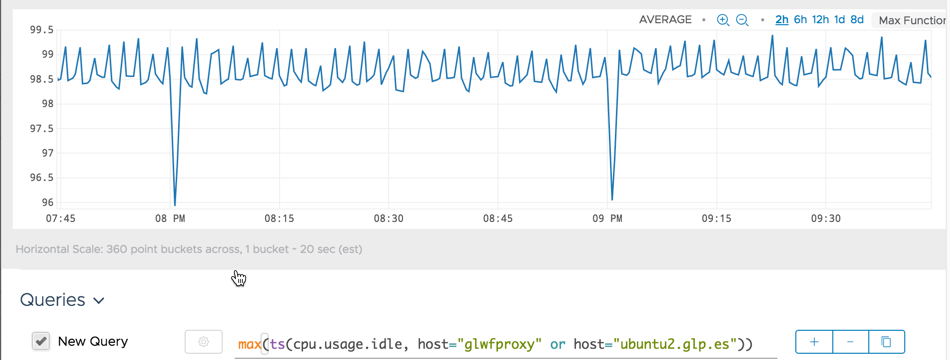 AVERAGE • 2h 6h 12h 1d 8d Max Function
99.5
99
98.5
98
97.5
97
96.5
96
07:45 08 PM 08:15 08:30 08:45 09 PM 09:15 09:30
Horizontal Scale: 360 point buckets across, 1 bucket ~ 20 sec (est)
Queries
New Query max(ts(cpu.usage.idle, host="glwfproxy" or host="ubuntu2.glp.es"))